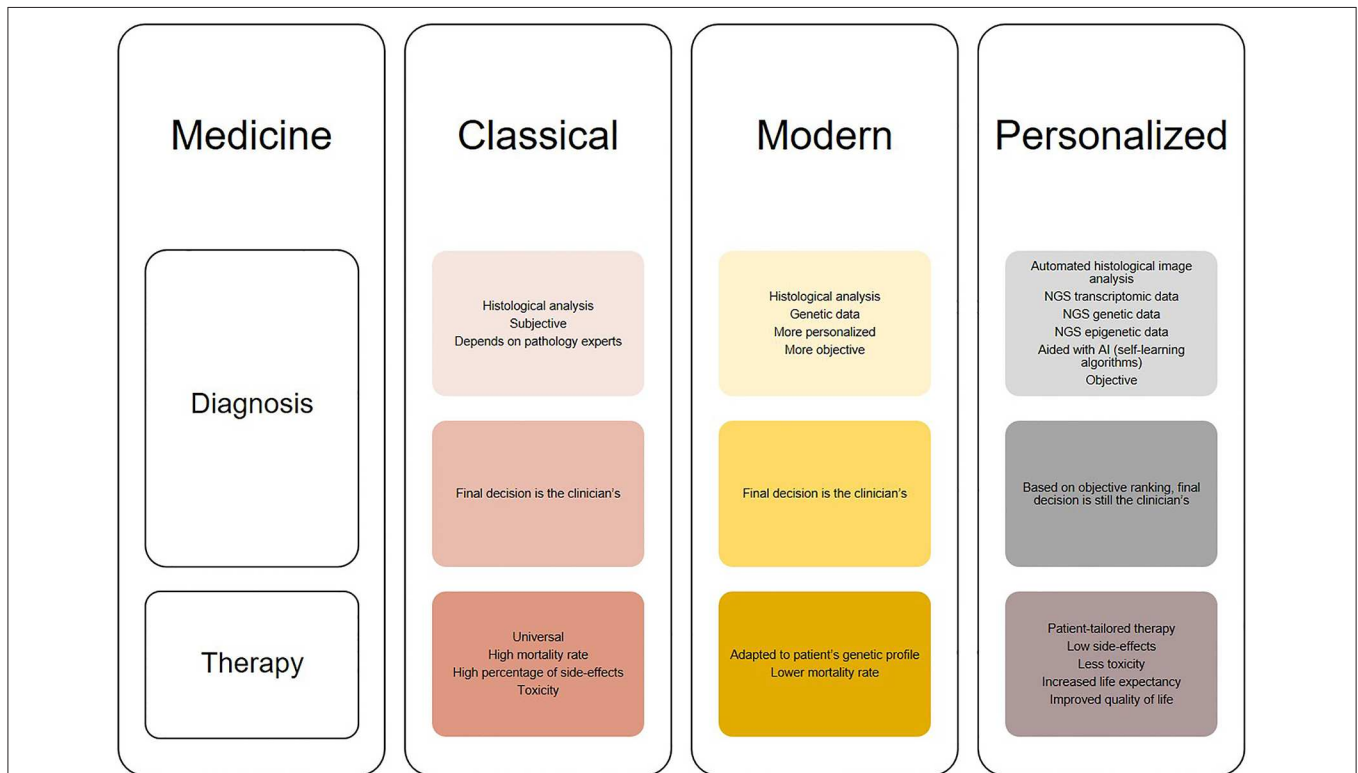 Medicine
Classical
Modern
Personalized
Diagnosis
Histological analysis
Subjective
Depends on pathology experts
Histological analysis
Genetic data
More personalized
More objective
Automated histological image
analysis
NGS transcriptomic data
NGS genetic data
NGS epigenetic data
Aided with AI (self-learning
algorithms)
Objective
Final decision is the clinician's
Final decision is the clinician's
Based on objective ranking, final
decision is still the clinician's
Therapy
Universal
High mortality rate
High percentage of side-effects
Toxicity
Adapted to patient's genetic profile
Lower mortality rate
Patient-tailored therapy
Low side-effects
Less toxicity
Increased life expectancy
Improved quality of life